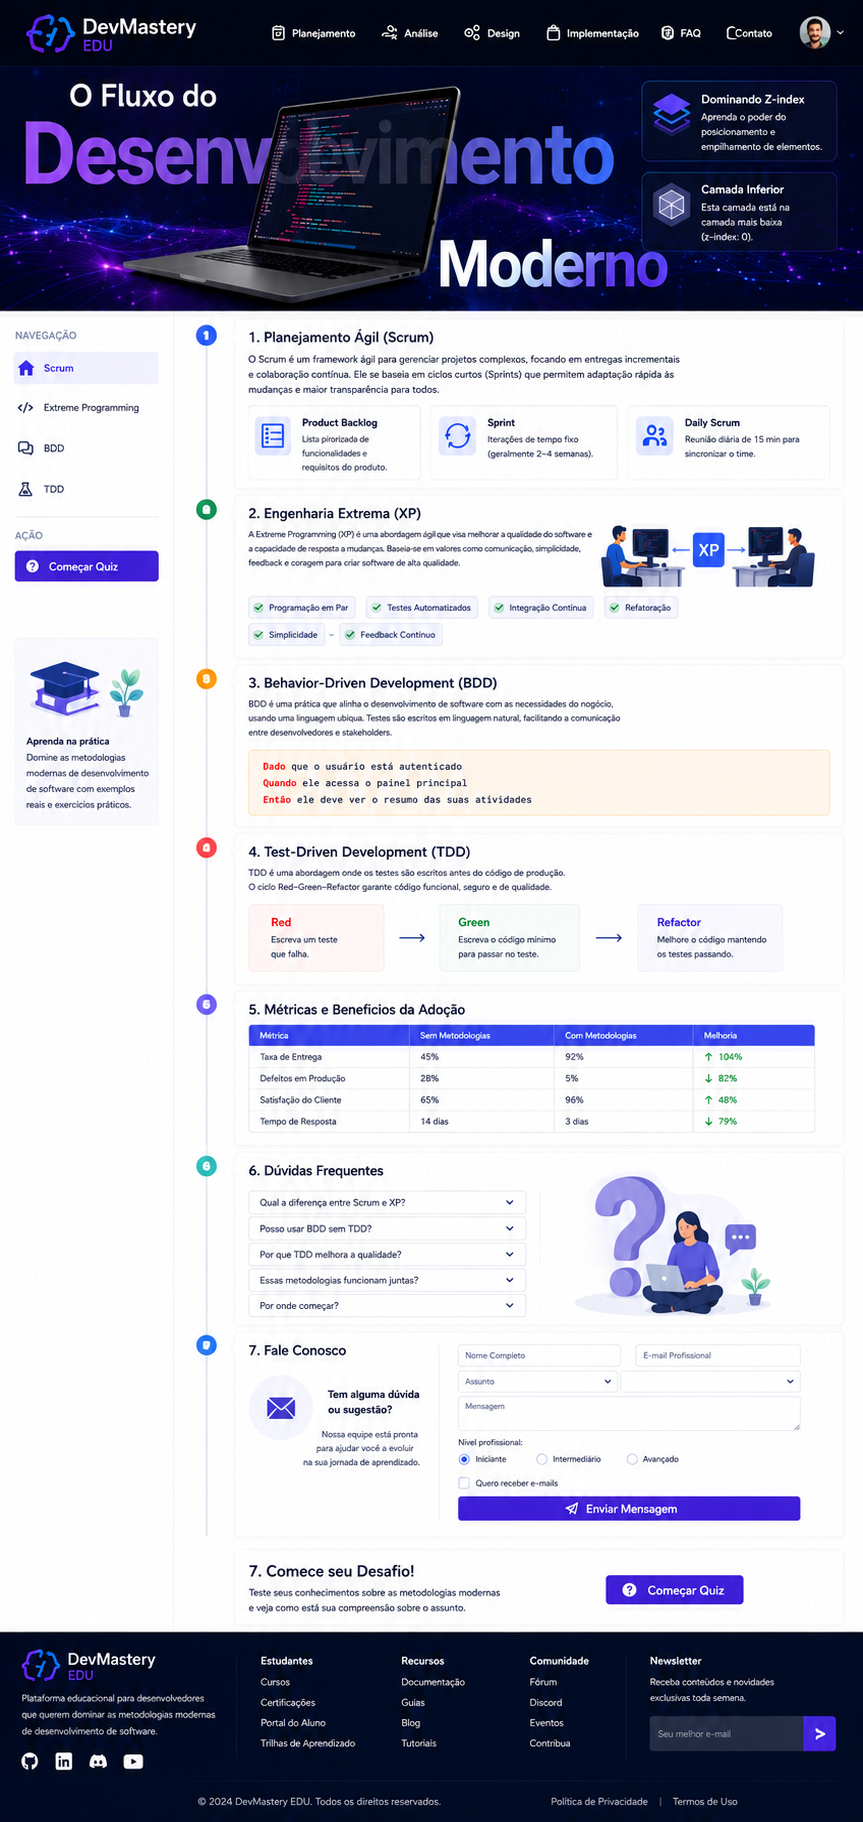 DevMastery
EDU
Planejamento
Análise
Design
Implementação
FAQ
Contato
O Fluxo do
Desenvolvimento
Moderno
Dominando Z-index
Aprenda o poder do
posicionamento e
empilhamento de elementos.
Camada Inferior
Esta camada está na
camada mais baixa
(z-index: 0).
NAVEGAÇÃO
Scrum
Extreme Programming
BDD
TDD
AÇÃO
Começar Quiz
Aprenda na prática
Domine as metodologias
modernas de desenvolvimento
de software com exemplos
reais e exercícios práticos.
1
1. Planejamento Ágil (Scrum)
O Scrum é um framework ágil para gerenciar projetos complexos, focando em entregas incrementais
e colaboração contínua. Ele se baseia em ciclos curtos (Sprints) que permitem adaptação rápida às
mudanças e maior transparência para todos.
Product Backlog
Lista pirorizada de
funcionalidades e
requisitos do produto.
Sprint
Iterações de tempo fixo
(geralmente 2–4 semanas).
Daily Scrum
Reunião diária de 15 min para
sincronizar o time.
2. Engenharia Extrema (XP)
A Extreme Programming (XP) é uma abordagem ágil que visa melhorar a qualidade do software e
a capacidade de resposta a mudanças. Baseia-se em valores como comunicação, simplicidade,
feedback e coragem para criar software de alta qualidade.
XP
Programação em Par
Testes Automatizados
Integração Contínua
Refatoração
Simplicidade
–
Feedback Contínuo
3. Behavior-Driven Development (BDD)
BDD é uma prática que alinha o desenvolvimento de software com as necessidades do nogócio,
usando uma linguagem ubíqua. Testes são escritos em linguagem natural, facilitando a comunicação
entre desenvolvedores e stakeholders.
Dado que o usuário está autenticado
Quando ele acessa o painel principal
Então ele deve ver o resumo das suas atividades
4. Test-Driven Development (TDD)
TDD é uma abordagem onde os testes são escritos antes do código de produção.
O ciclo Red–Green–Refactor garante código funcional, seguro e de qualidade.
Red
Escreva um teste
que falha.
Green
Escreva o código mínimo
para passar no teste.
Refactor
Melhore o código mantendo
os testes passando.
5. Métricas e Beneficios da Adoção
Métrica Sem Metodologias Com Metodologias Melhoria
Taxa de Entrega 45% 92% ↑ 104%
Defeitos em Produção 28% 5% ↓ 82%
Satisfação do Cliente 65% 96% ↑ 48%
Tempo de Resposta 14 dias 3 dias ↓ 79%
6
6. Dúvidas Frequentes
Qual a diferença entre Scrum e XP?
Posso usar BDD sem TDD?
Por que TDD melhora a qualidade?
Essas metodologias funcionam juntas?
Por onde começar?
?
7. Fale Conosco
Tem alguma dúvida
ou sugestão?
Nossa equipe está pronta
para ajudar você a evoluir
na sua jornada de aprendizado.
Nome Completo
E-mail Profissional
Assunto
Mensagem
Nível profissional:
Iniciante
Intermediário
Avançado
Quero receber e-mails
Enviar Mensagem
7. Comece seu Desafio!
Teste seus conhecimentos sobre as metodologias modernas
e veja como está sua compreensão sobre o assunto.
Começar Quiz
DevMastery
EDU
Plataforma educacional para desenvolvedores
que querem dominar as metodologias modernas
de desenvolvimento de software.
Estudantes
Cursos
Certificações
Portal do Aluno
Trilhas de Aprendizado
Recursos
Documentação
Guias
Blog
Tutoriais
Comunidade
Fórum
Discord
Eventos
Contribua
Newsletter
Receba conteúdos e novidades
exclusivas toda semana.
Seu melhor e-mail
© 2024 DevMastery EDU. Todos os direitos reservados.
Política de Privacidade | Termos de Uso